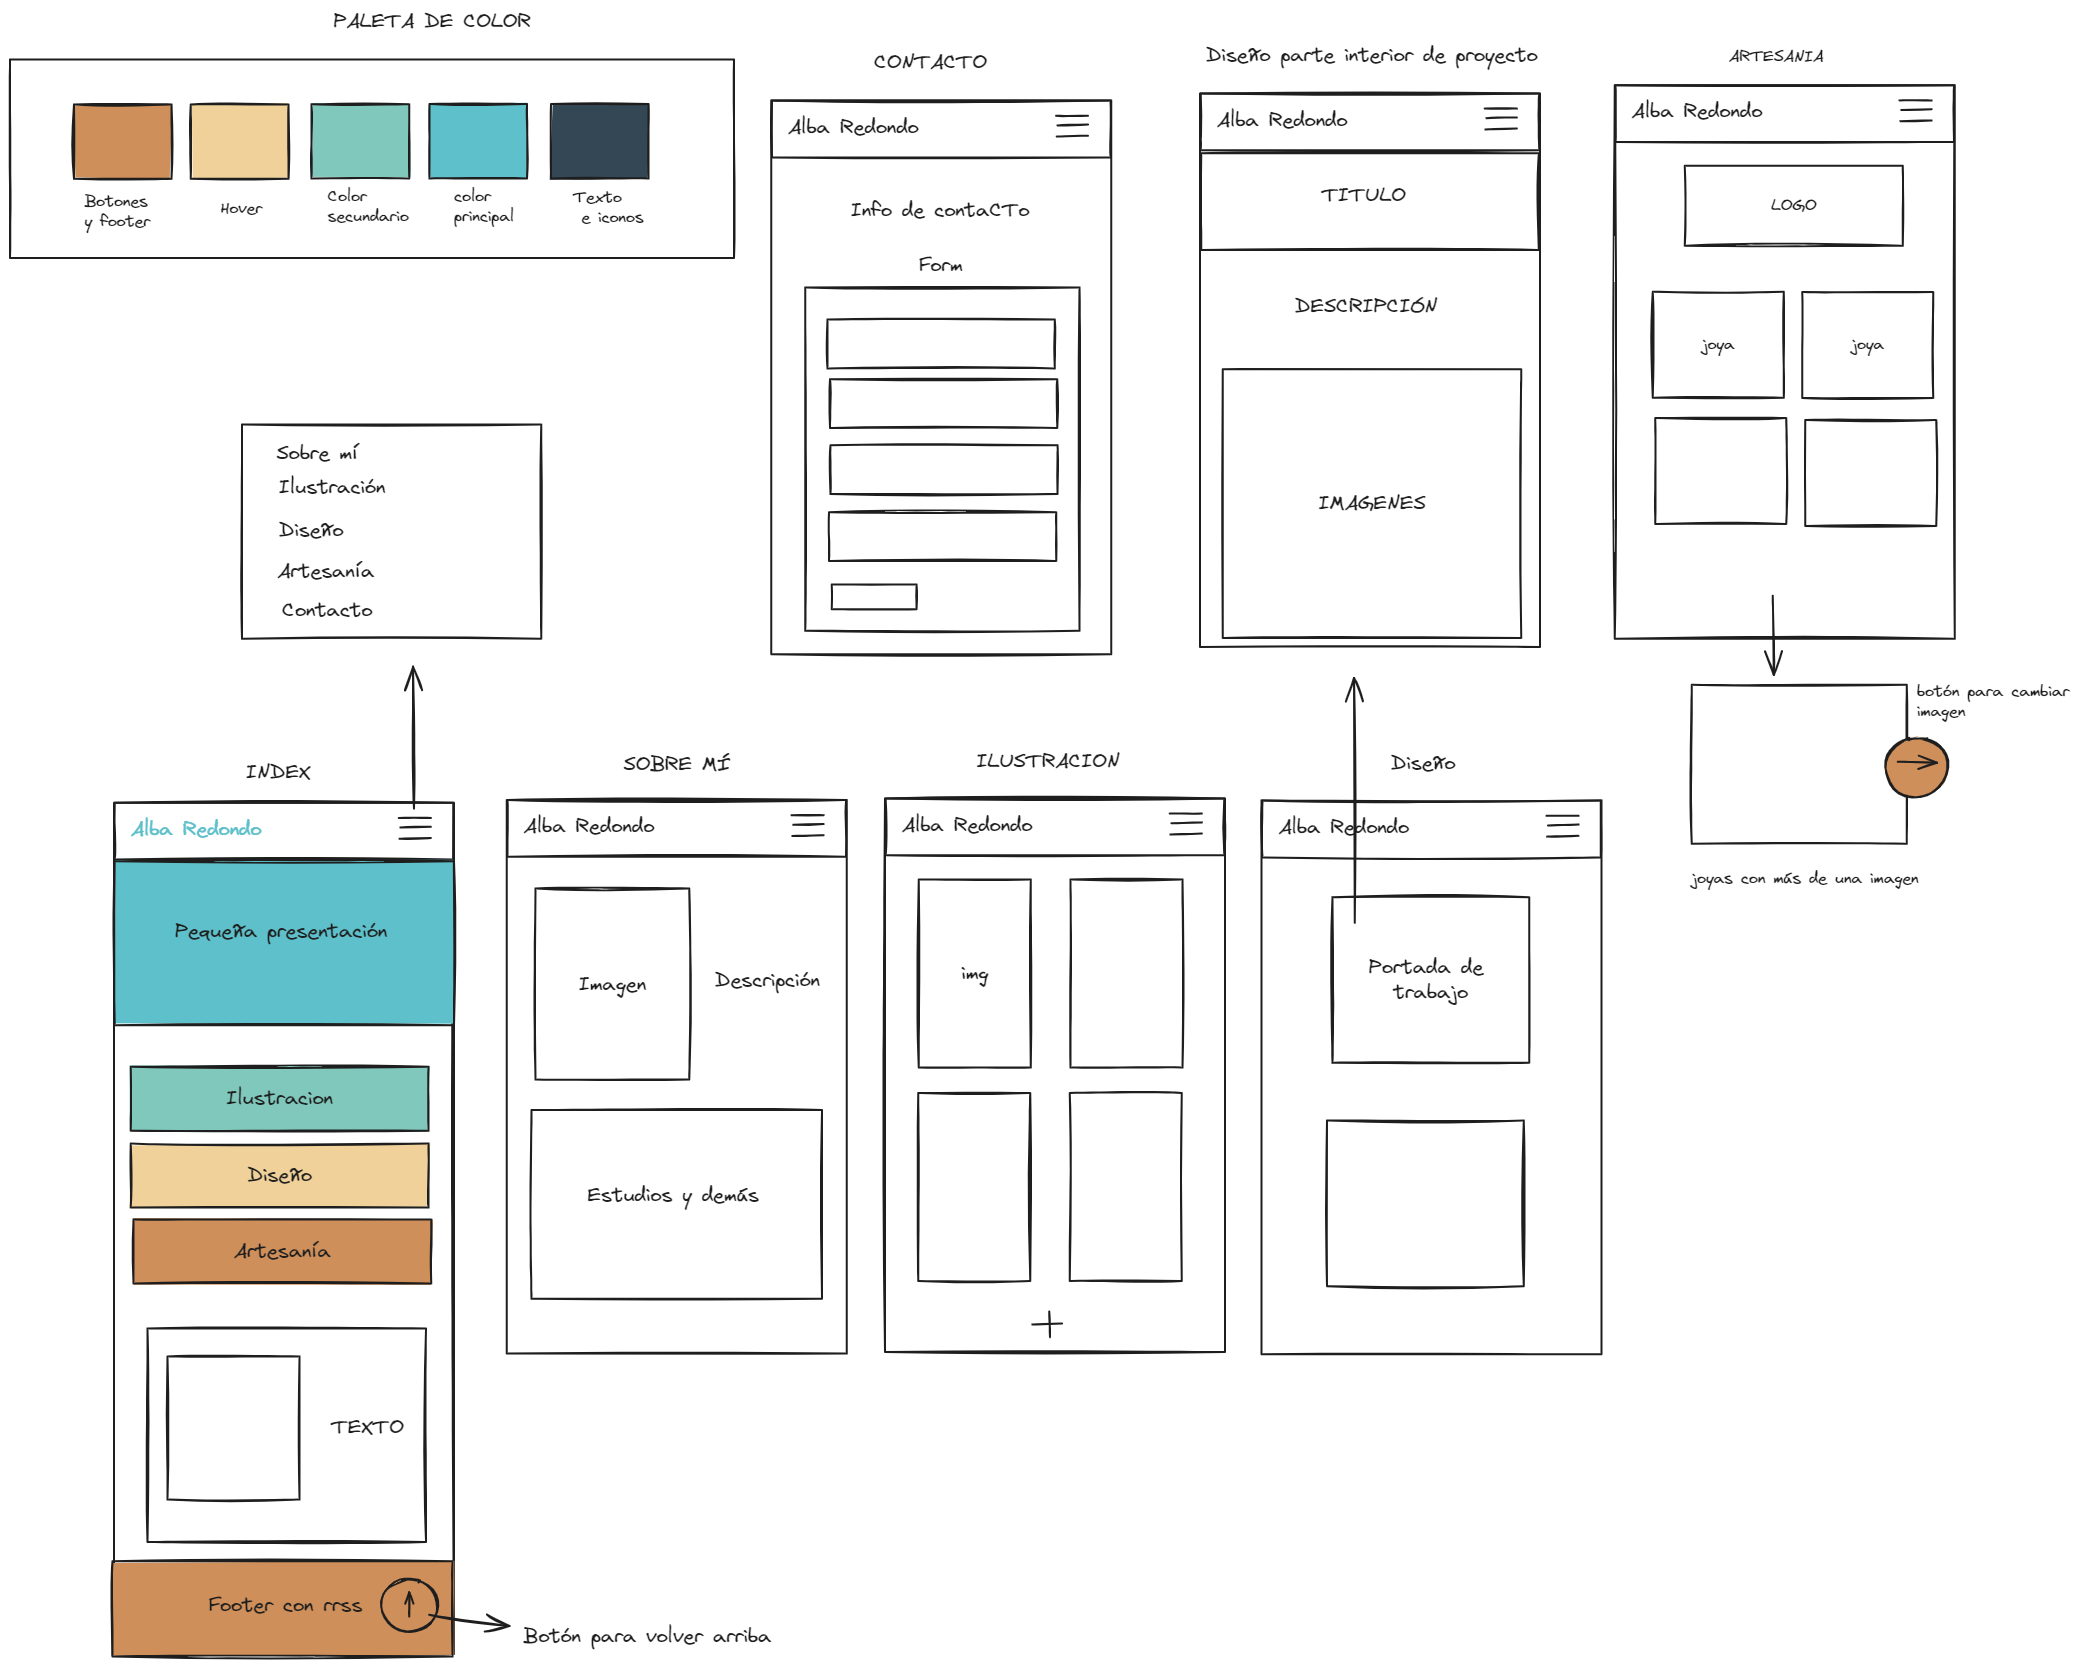 PALETA DE COLOR
Botones
y footer
Hover
Color
secundario
color
principal
Texto
e iconos
CONTACTO
Alba Redondo
Info de contaCTo
Form
Diseño parte interior de proyecto
Alba Redondo
TITULO
DESCRIPCIÓN
IMAGENES
ARTESANIA
Alba Redondo
LOGO
joya
joya
botón para cambiar
imagen
joyas con más de una imagen
Sobre mí
Ilustración
Diseño
Artesanía
Contacto
INDEX
Alba Redondo
Pequeña presentación
Ilustracion
Diseño
Artesanía
TEXTO
Footer con rrss
Botón para volver arriba
SOBRE MÍ
Alba Redondo
Imagen
Descripción
Estudios y demás
ILUSTRACION
Alba Redondo
img
Diseño
Alba Redondo
Portada de
trabajo